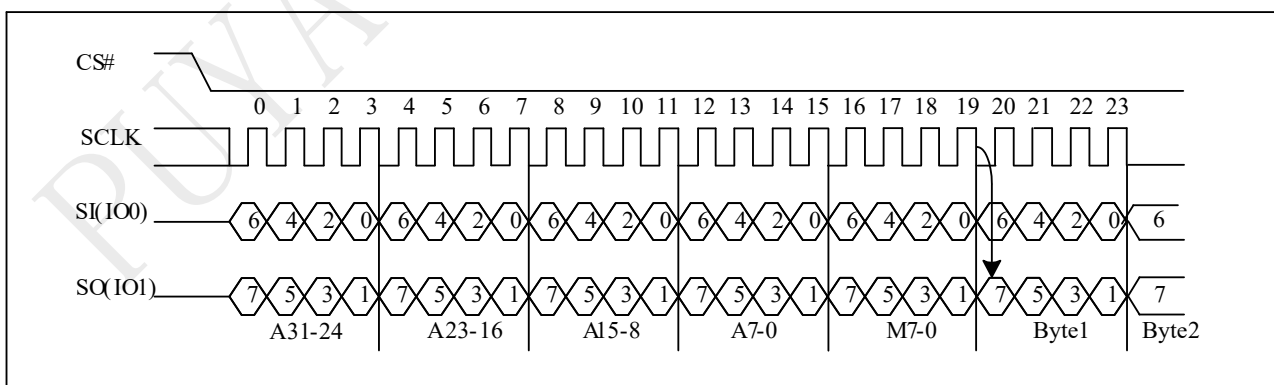 PUYA
CS#
0 1 2 3 4 5 6 7 8 9 10 11 12 13 14 15 16 17 18 19 20 21 22 23
SCLK
SI(IO0) 6 4 2 0 6 4 2 0 6 4 2 0 6 4 2 0 6 4 2 0 6 4 2 0 6
SO(IO1) 7 5 3 1 7 5 3 1 7 5 3 1 7 5 3 1 7 5 3 1 7 5 3 1 7
A31-24 A23-16 A15-8 A7-0 M7-0 Byte1 Byte2